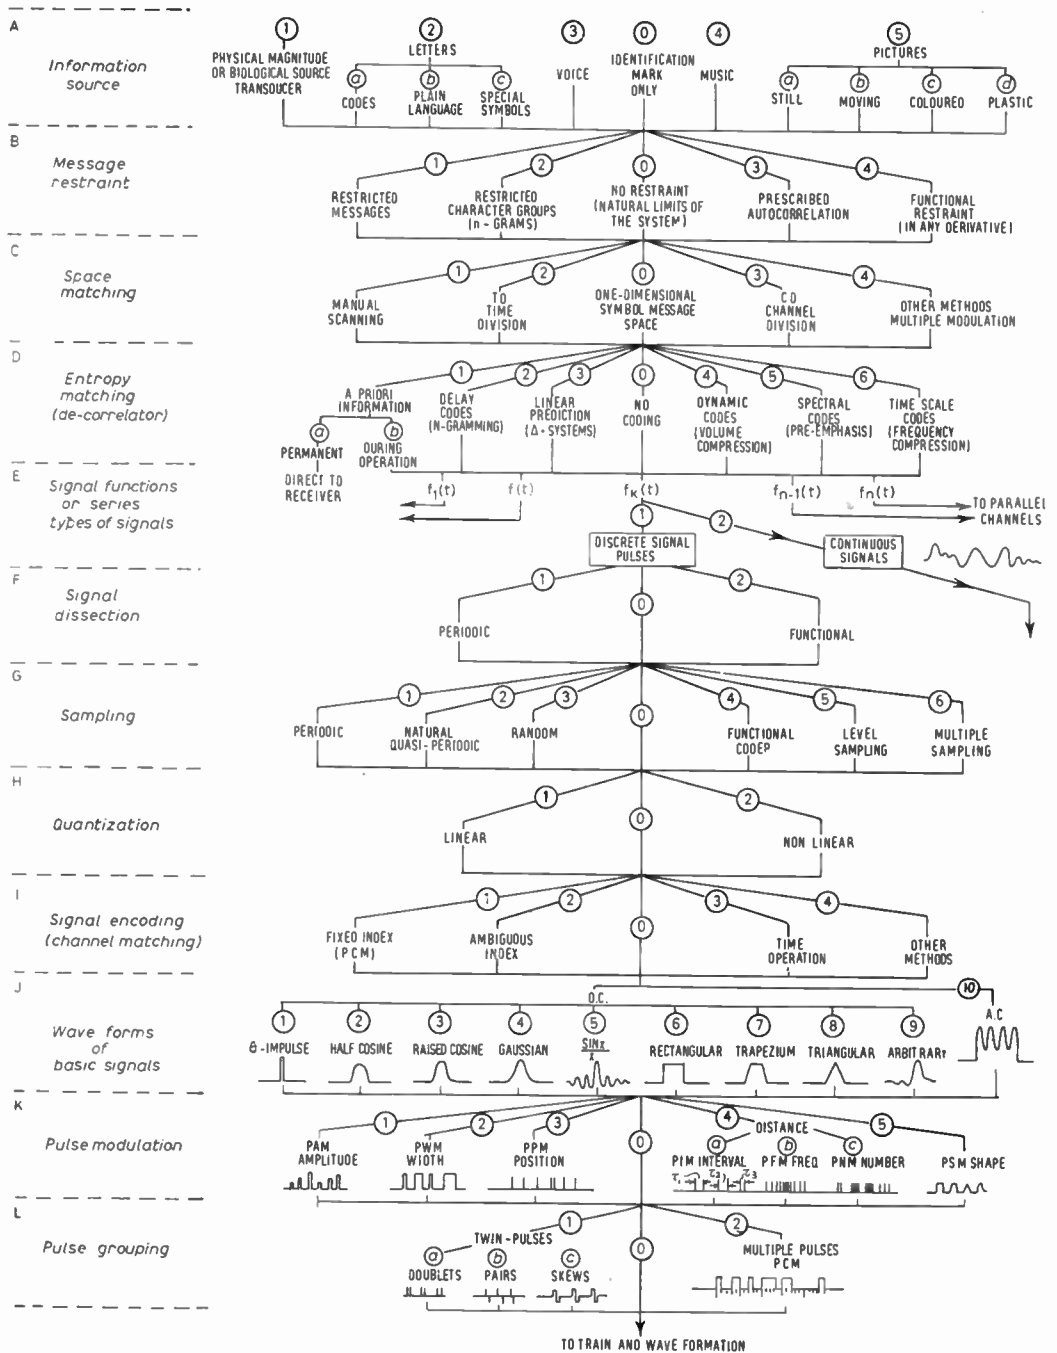 A
Information
source
1
PHYSICAL MAGNITUDE
OR BIOLOGICAL SOURCE
TRANSDUCER
2
LETTERS
a
CODES
b
PLAIN
LANGUAGE
c
SPECIAL
SYMBOLS
3
VOICE
0
IDENTIFICATION
MARK
ONLY
4
MUSIC
5
PICTURES
a
STILL
b
MOVING
c
COLOURED
d
PLASTIC
B
Message
restraint
1
RESTRICTED
MESSAGES
2
RESTRICTED
CHARACTER GROUPS
(n - GRAMS)
0
NO RESTRAINT
(NATURAL LIMITS OF
THE SYSTEM)
3
PRESCRIBED
AUTOCORRELATION
4
FUNCTIONAL
RESTRAINT
(IN ANY DERIVATIVE)
C
Space
matching
1
MANUAL
SCANNING
2
TO
TIME
DIVISION
0
ONE-DIMENSIONAL
SYMBOL MESSAGE
SPACE
3
CD
CHANNEL
DIVISION
4
OTHER METHODS
MULTIPLE MODULATION
D
Entropy
matching
(de-correlator)
1
A PRIORI
INFORMATION
a
PERMANENT
b
DURING
OPERATION
2
DELAY
CODES
(N-GRAMMING)
3
LINEAR
PREDICTION
(Δ-SYSTEMS)
0
NO
CODING
4
DYNAMIC
CODES
(VOLUME
COMPRESSION)
5
SPECTRAL
CODES
(PRE-EMPHASIS)
6
TIME SCALE
CODES
(FREQUENCY
COMPRESSION)
E
Signal functions
or series
types of signals
DIRECT TO
RECEIVER
f1(t)
f(t)
fK(t)
fn-1(t)
fn(t)
TO PARALLEL
CHANNELS
1
DISCRETE SIGNAL
PULSES
2
CONTINUOUS
SIGNALS
F
Signal
dissection
1
PERIODIC
0
2
FUNCTIONAL
G
Sampling
1
PERIODIC
2
NATURAL
QUASI-PERIODIC
3
RANDOM
0
4
FUNCTIONAL
CODEP
5
LEVEL
SAMPLING
6
MULTIPLE
SAMPLING
H
Quantization
1
LINEAR
0
2
NON LINEAR
I
Signal encoding
(channel matching)
1
FIXED INDEX
(PCM)
2
AMBIGUOUS
INDEX
0
3
TIME
OPERATION
4
OTHER
METHODS
J
Wave forms
of
basic signals
D.C.
1
θ-IMPULSE
2
HALF COSINE
3
RAISED COSINE
4
GAUSSIAN
5
SINx
x
6
RECTANGULAR
7
TRAPEZIUM
8
TRIANGULAR
9
ARBITRARY
10
A.C
K
Pulse modulation
1
PAM
AMPLITUDE
2
PWM
WIDTH
3
PPM
POSITION
0
4
DISTANCE
a
PIM INTERVAL
τ1 τ2 τ3
b
PFM FREQ
c
PNM NUMBER
5
PSM SHAPE
L
Pulse grouping
1
TWIN-PULSES
a
DOUBLETS
b
PAIRS
c
SKEWS
0
2
MULTIPLE PULSES
PCM
TO TRAIN AND WAVE FORMATION